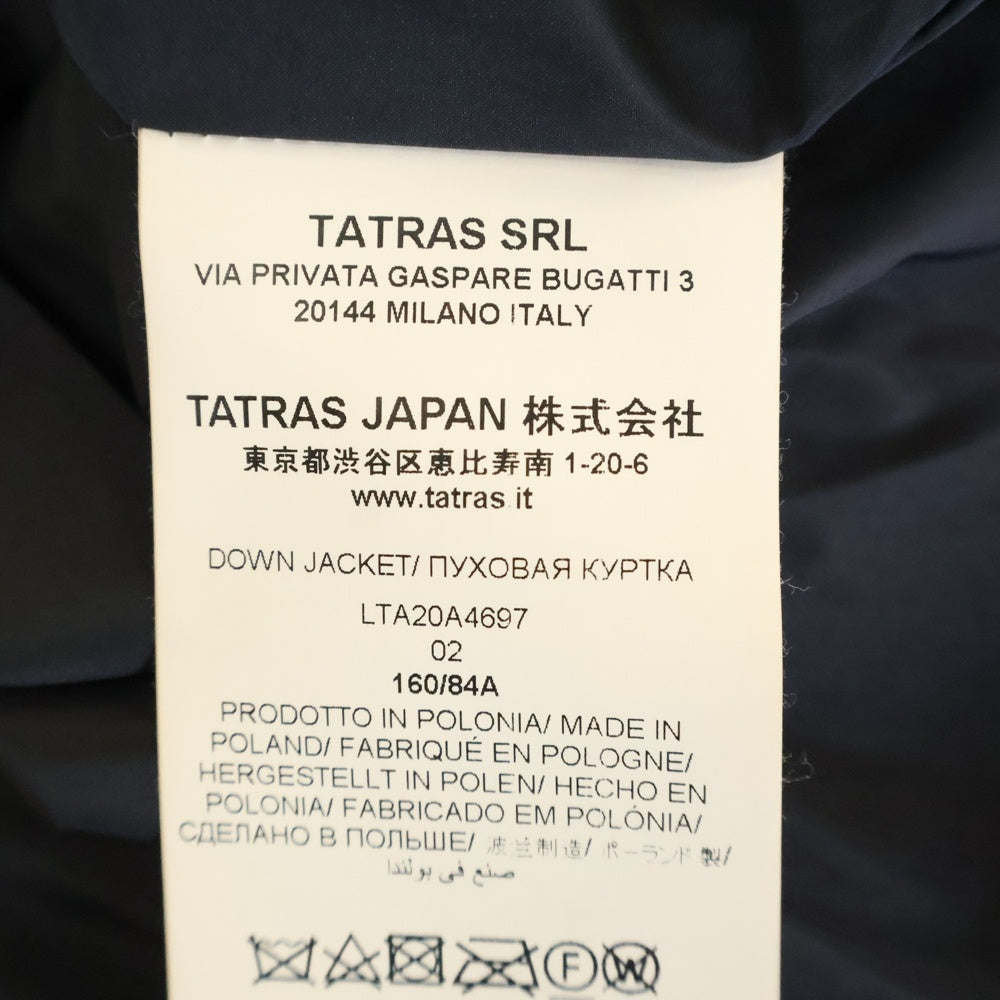 TATRAS SRL
VIA PRIVATA GASPARE BUGATTI 3
20144 MILANO ITALY
TATRAS JAPAN 株式会社
東京都渋谷区恵比寿南 1-20-6
www.tatras.it
DOWN JACKET/ ПУХОВАЯ КУРТКА
LTA20A4697
02
160/84A
PRODOTTO IN POLONIA/ MADE IN
POLAND/ FABRIQUÉ EN POLOGNE/
HERGESTELLT IN POLEN/ HECHO EN
POLONIA/ FABRICADO EM POLÓNIA/
СДЕЛАНО В ПОЛЬШЕ/ 波兰制造/ ポーランド製/
صنع في بولندا
F W